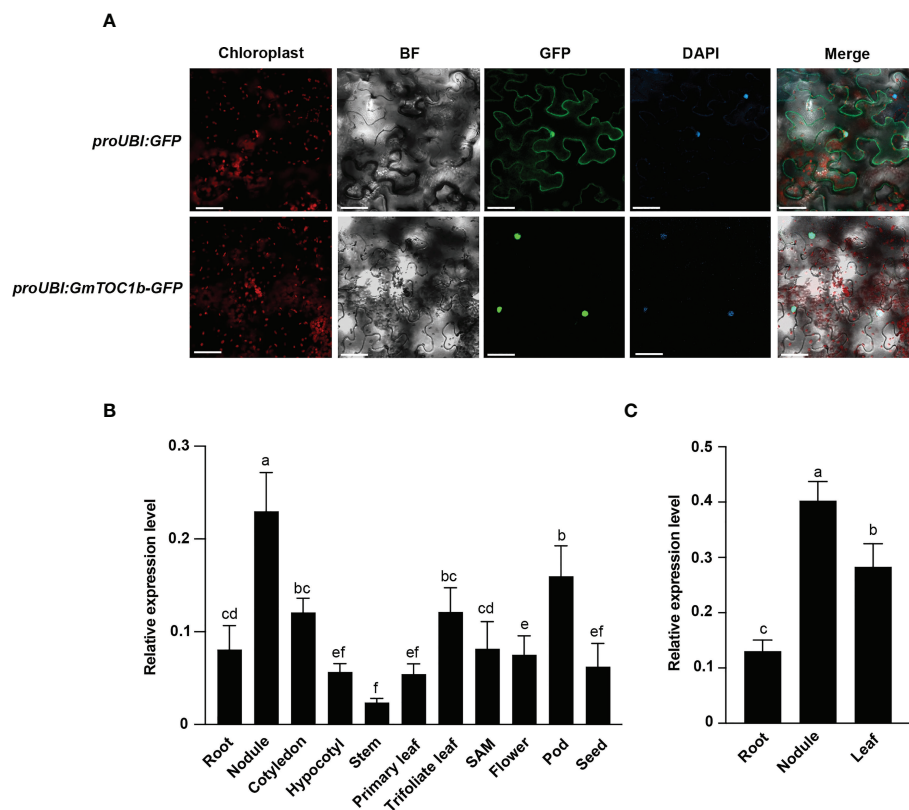 A
Chloroplast BF GFP DAPI Merge
proUBI:GFP
proUBI:GmTOC1b-GFP
B
Relative expression level
0.3
0.2
0.1
0
cd a bc ef f ef bc cd e b ef
Root Nodule Cotyledon Hypocotyl Stem Primary leaf Trifoliate leaf SAM Flower Pod Seed
C
Relative expression level
0.5
0.4
0.3
0.2
0.1
0
c a b
Root Nodule Leaf